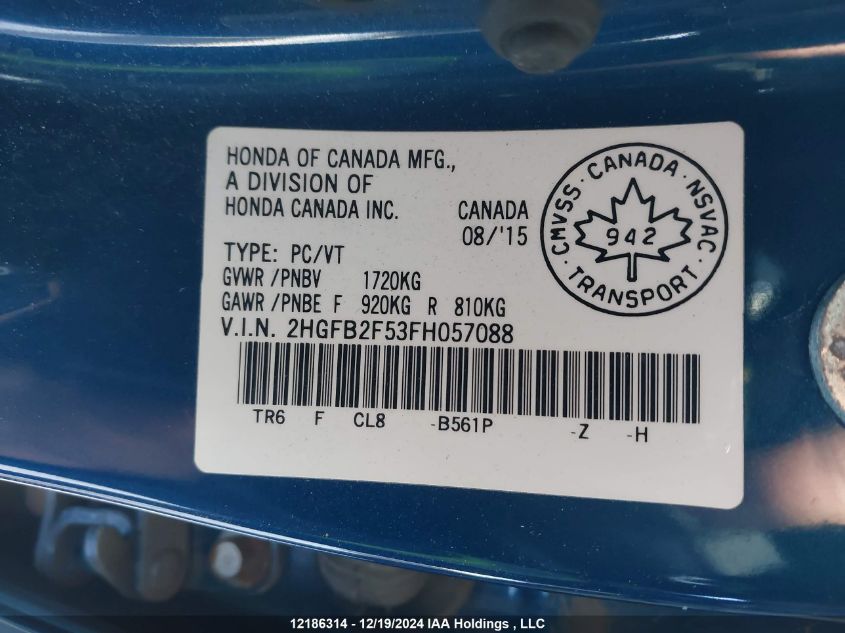 HONDA OF CANADA MFG.,
A DIVISION OF
HONDA CANADA INC. CANADA
08/'15
TYPE: PC/VT
GVWR /PNBV 1720KG
GAWR /PNBE F 920KG R 810KG
V.I.N. 2HGFB2F53FH057088
TR6 F CL8 -B561P -Z -H
CMVSS · CANADA · NSVAC
942
· TRANSPORT ·
12186314 - 12/19/2024 IAA Holdings , LLC